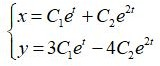 x = C₁eᵗ + C₂e²ᵗ
y = 3C₁eᵗ − 4C₂e²ᵗ